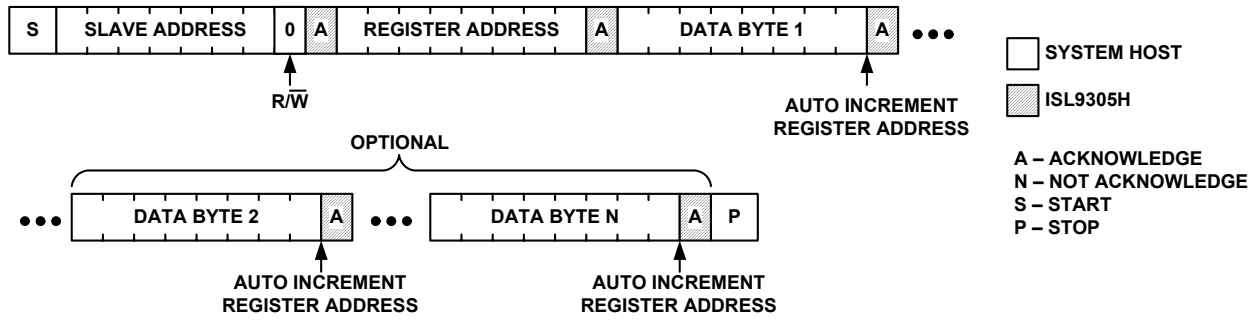 S SLAVE ADDRESS 0 A REGISTER ADDRESS A DATA BYTE 1 A
R/W̅
AUTO INCREMENT
REGISTER ADDRESS
SYSTEM HOST
ISL9305H
A – ACKNOWLEDGE
N – NOT ACKNOWLEDGE
S – START
P – STOP
OPTIONAL
DATA BYTE 2 A DATA BYTE N A P
AUTO INCREMENT
REGISTER ADDRESS
AUTO INCREMENT
REGISTER ADDRESS